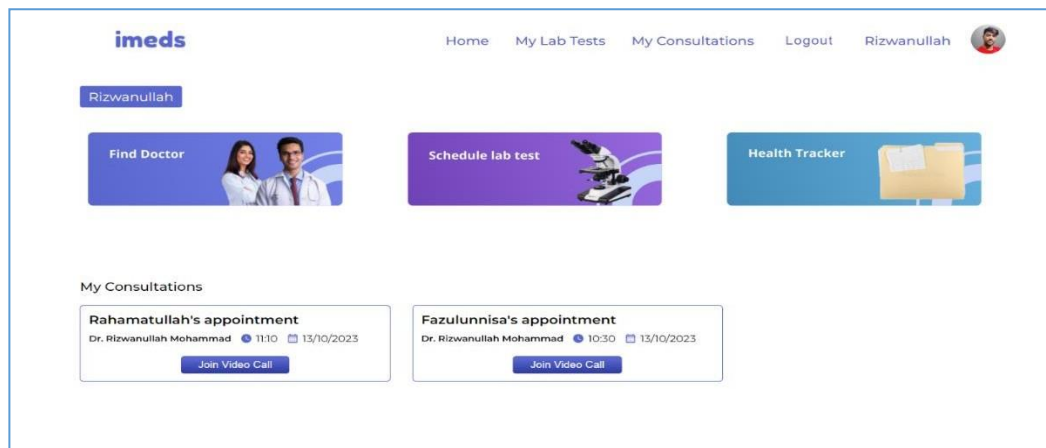 imeds
Home My Lab Tests My Consultations Logout Rizwanullah
Rizwanullah
Find Doctor
Schedule lab test
Health Tracker
My Consultations
Rahamatullah's appointment
Dr. Rizwanullah Mohammad 11:10 13/10/2023
Join Video Call
Fazulunnisa's appointment
Dr. Rizwanullah Mohammad 10:30 13/10/2023
Join Video Call